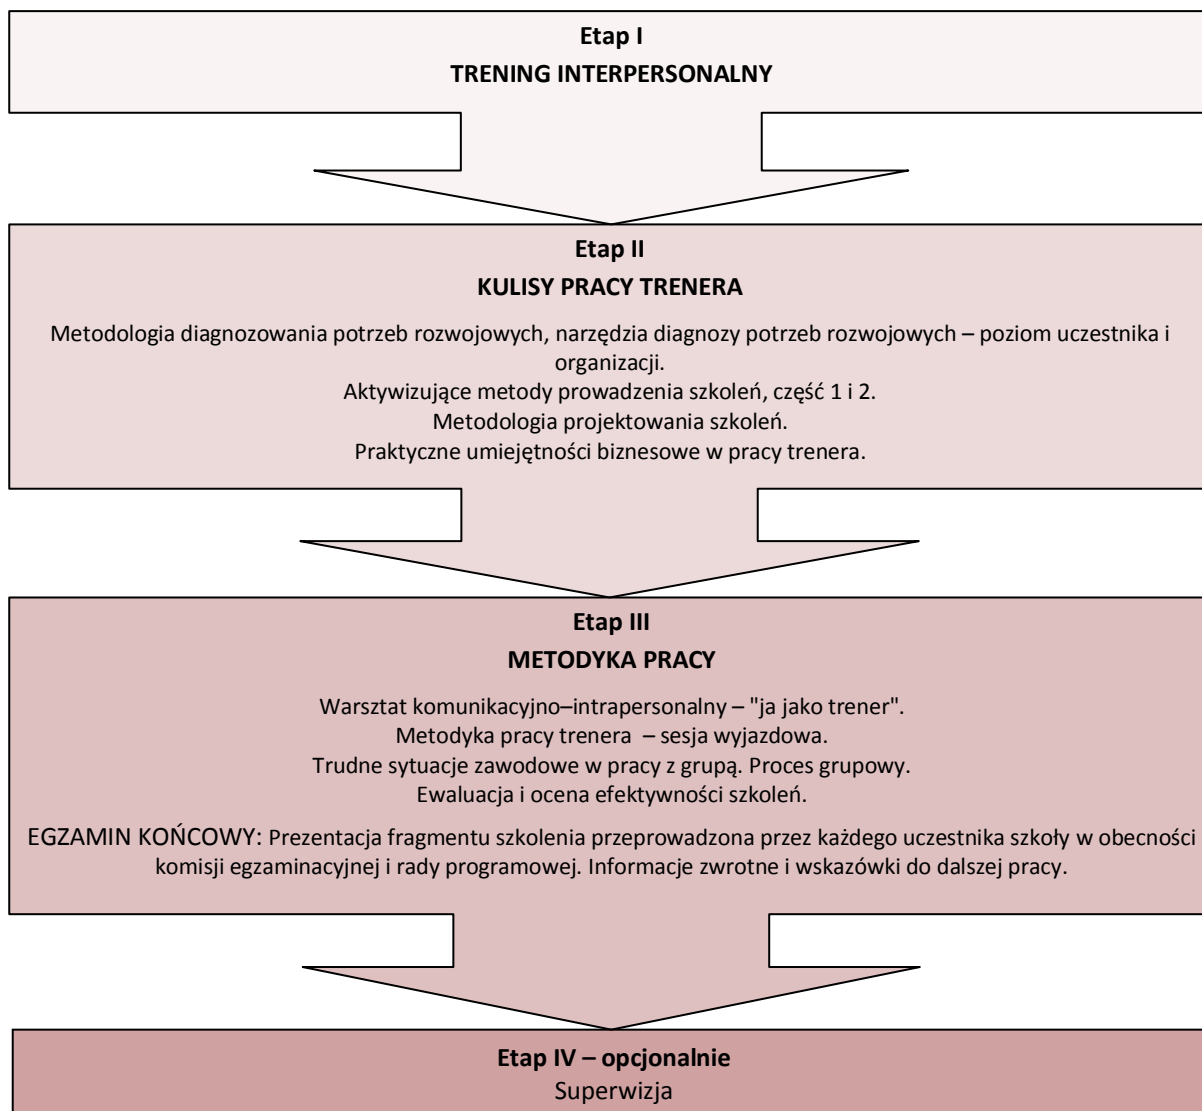 Etap I
TRENING INTERPERSONALNY
Etap II
KULISY PRACY TRENERA
Metodologia diagnozowania potrzeb rozwojowych, narzędzia diagnozy potrzeb rozwojowych – poziom uczestnika i
organizacji.
Aktywizujące metody prowadzenia szkoleń, część 1 i 2.
Metodologia projektowania szkoleń.
Praktyczne umiejętności biznesowe w pracy trenera.
Etap III
METODYKA PRACY
Warsztat komunikacyjno–intrapersonalny – "ja jako trener".
Metodyka pracy trenera – sesja wyjazdowa.
Trudne sytuacje zawodowe w pracy z grupą. Proces grupowy.
Ewaluacja i ocena efektywności szkoleń.
EGZAMIN KOŃCOWY: Prezentacja fragmentu szkolenia przeprowadzona przez każdego uczestnika szkoły w obecności
komisji egzaminacyjnej i rady programowej. Informacje zwrotne i wskazówki do dalszej pracy.
Etap IV – opcjonalnie
Superwizja